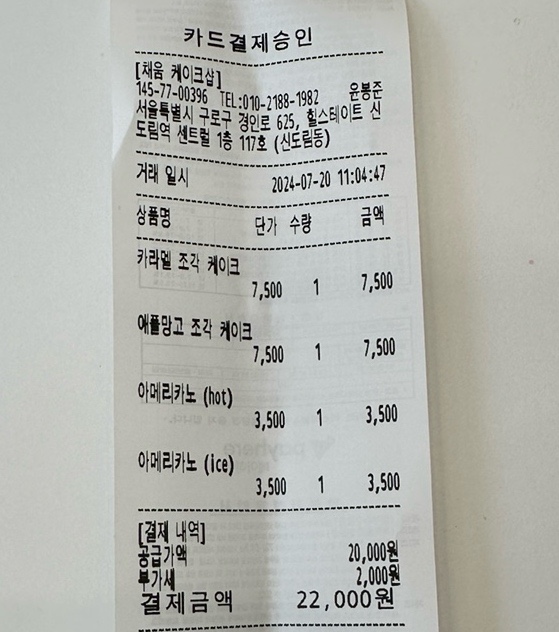 카드결제승인
[채움 케이크샵]
145-77-00396 TEL:010-2188-1982 윤봉준
서울특별시 구로구 경인로 625, 힐스테이트 신
도림역 센트럴 1층 117호 (신도림동)
거래 일시 2024-07-20 11:04:47
상품명 단가 수량 금액
카라멜 조각 케이크
7,500 1 7,500
애플망고 조각 케이크
7,500 1 7,500
아메리카노 (hot)
3,500 1 3,500
아메리카노 (ice)
3,500 1 3,500
[결제 내역]
공급가액 20,000원
부가세 2,000원
결제금액 22,000원